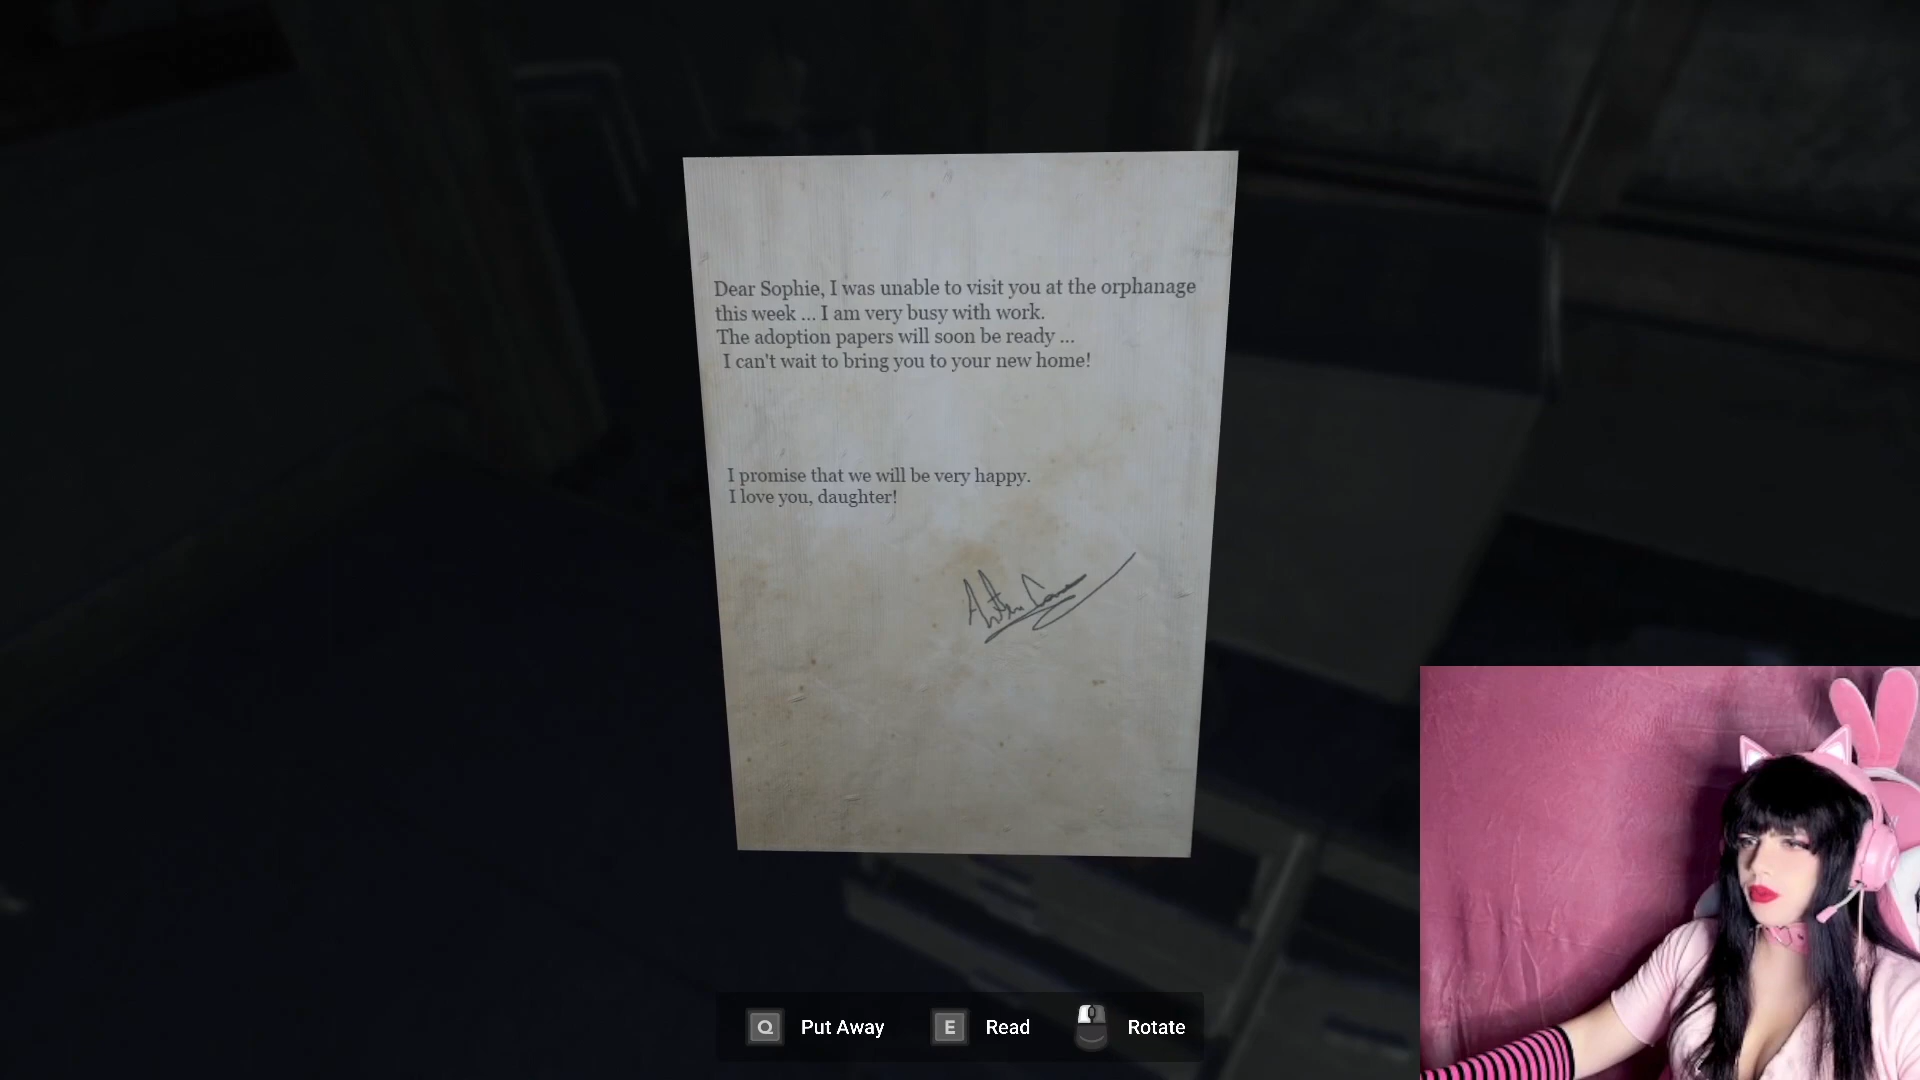 Dear Sophie, I was unable to visit you at the orphanage
this week ... I am very busy with work.
The adoption papers will soon be ready ...
I can't wait to bring you to your new home!
I promise that we will be very happy.
I love you, daughter!
Q Put Away E Read Rotate